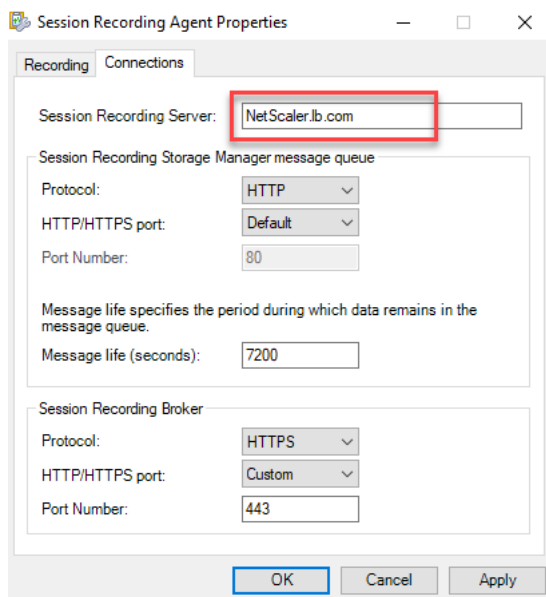 Session Recording Agent Properties
Recording
Connections
Session Recording Server:
NetScaler.lb.com
Session Recording Storage Manager message queue
Protocol:
HTTP
HTTP/HTTPS port:
Default
Port Number:
80
Message life specifies the period during which data remains in the
message queue.
Message life (seconds):
7200
Session Recording Broker
Protocol:
HTTPS
HTTP/HTTPS port:
Custom
Port Number:
443
OK
Cancel
Apply